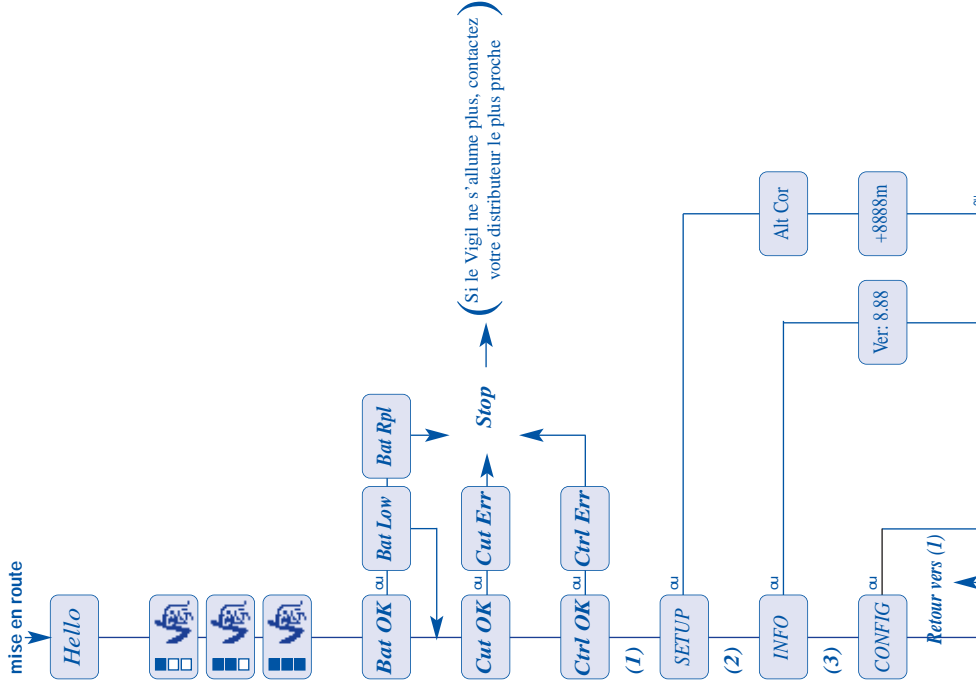 mise en route
Hello
Bat OK
ou
Bat Low
Bat Rpl
Cut OK
ou
Cut Err
Stop
(Si le Vigil ne s'allume plus, contactez
votre distributeur le plus proche)
Ctrl OK
ou
Ctrl Err
(1)
SETUP
ou
(2)
Alt Cor
INFO
ou
(3)
+8888m
Ver: 8.88
CONFIG
ou
Retour vers (1)